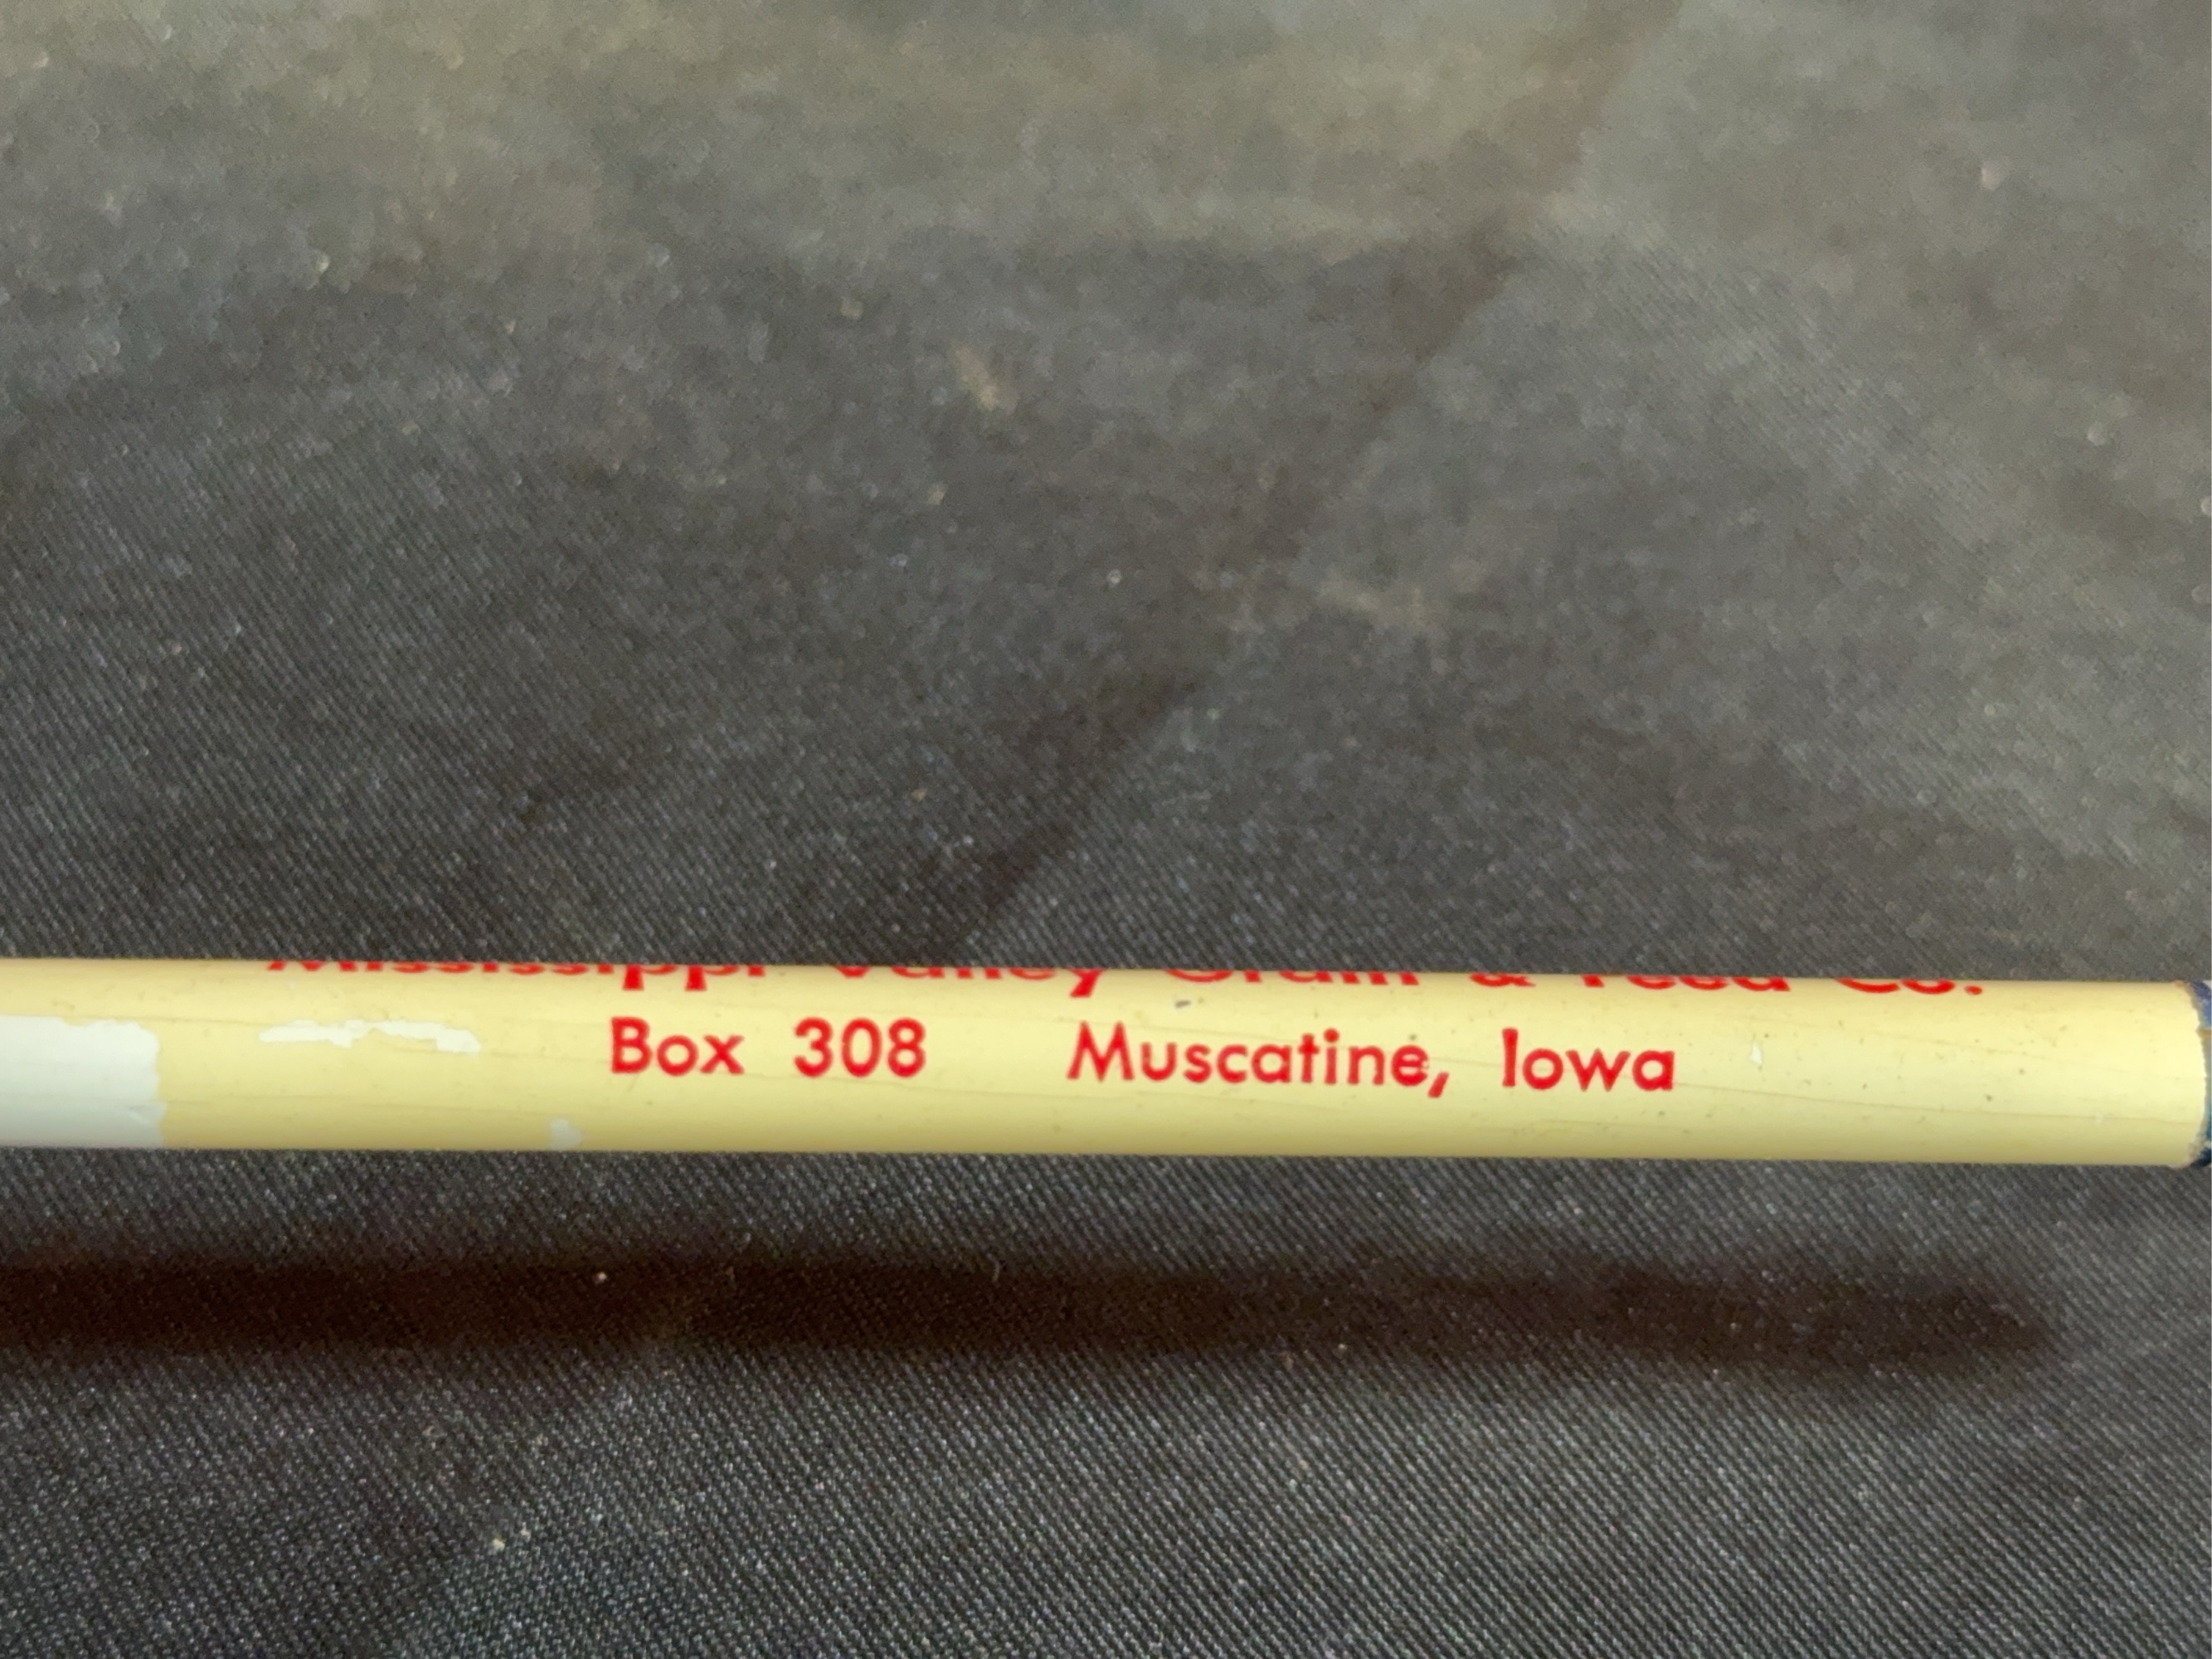 Mississippi Valley Grain & Feed Co.
Box 308 Muscatine, Iowa